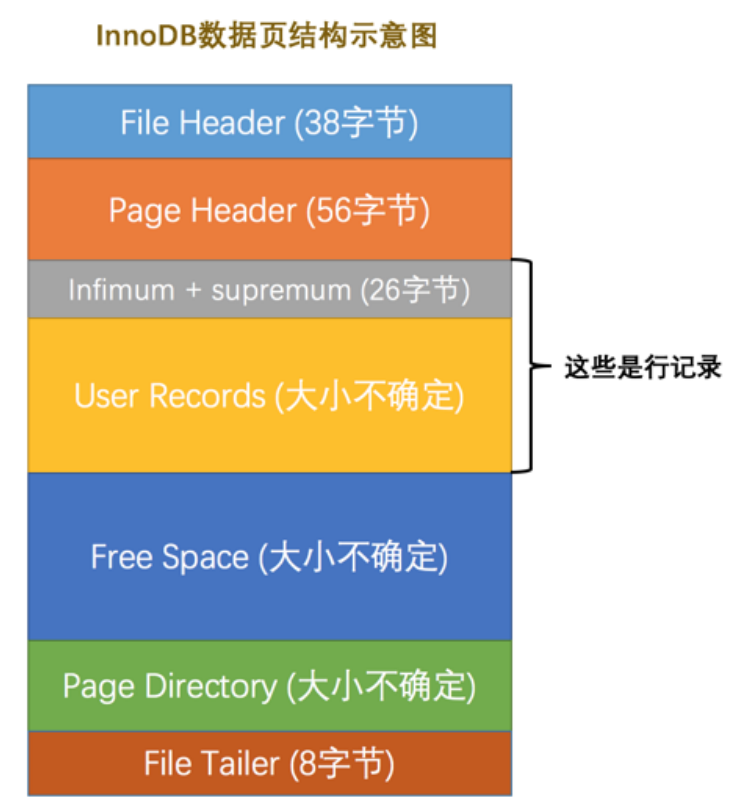 InnoDB数据页结构示意图
File Header (38字节)
Page Header (56字节)
Infimum + supremum (26字节)
User Records (大小不确定)
这些是行记录
Free Space (大小不确定)
Page Directory (大小不确定)
File Tailer (8字节)